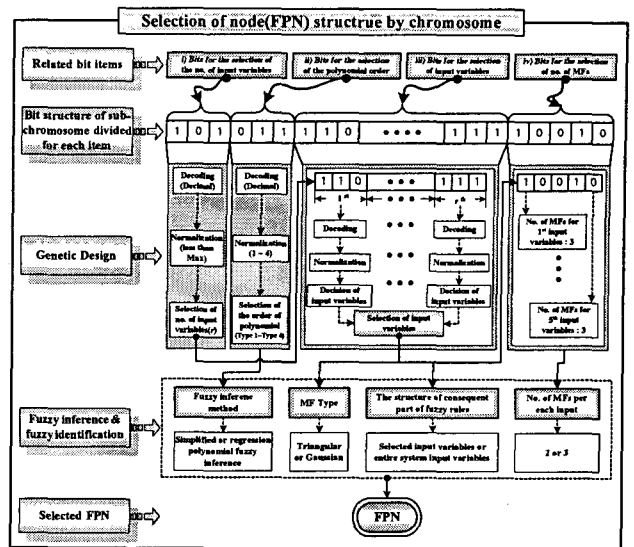 Selection of node(FPN) structrue by chromosome
Related bit items
i) Bits for the selection of the no. of input variables
ii) Bits for the selection of the polynomial order
iii) Bits for the selection of input variables
iv) Bits for the selection of no. of MFs
Bit structure of sub-
chromosome divided
for each item
1 0 1 0 1 1 1 1 0 • • • • 1 1 1 1 0 0 1 0
Genetic Design
Decoding
(Decimal)
Normalization
(less than
Max)
Selection of
no. of input
variables(r)
Decoding
(Decimal)
Normalization
(1 ~ 4)
Selection of
the order of
polynomial
(Type 1~Type 4)
1 1 0 • • • 1 1 1
1st • • • rth
Decoding
Normalization
Decision of
input variables
Decoding
Normalization
Decision of
input variables
Selection of input
variables
1 0 0 1 0
No. of MFs for
1st input
variables : 3
No. of MFs for
5th input
variables : 3
Fuzzy inference &
fuzzy identification
Fuzzy inferene
method
MF Type
The structure of consequent
part of fuzzy rules
No. of MFs per
each input
Simplified or regression
polynomial fuzzy
inference
Triangular
or Gaussian
Selected input variables or
entire system input variables
2 or 3
Selected FPN
FPN